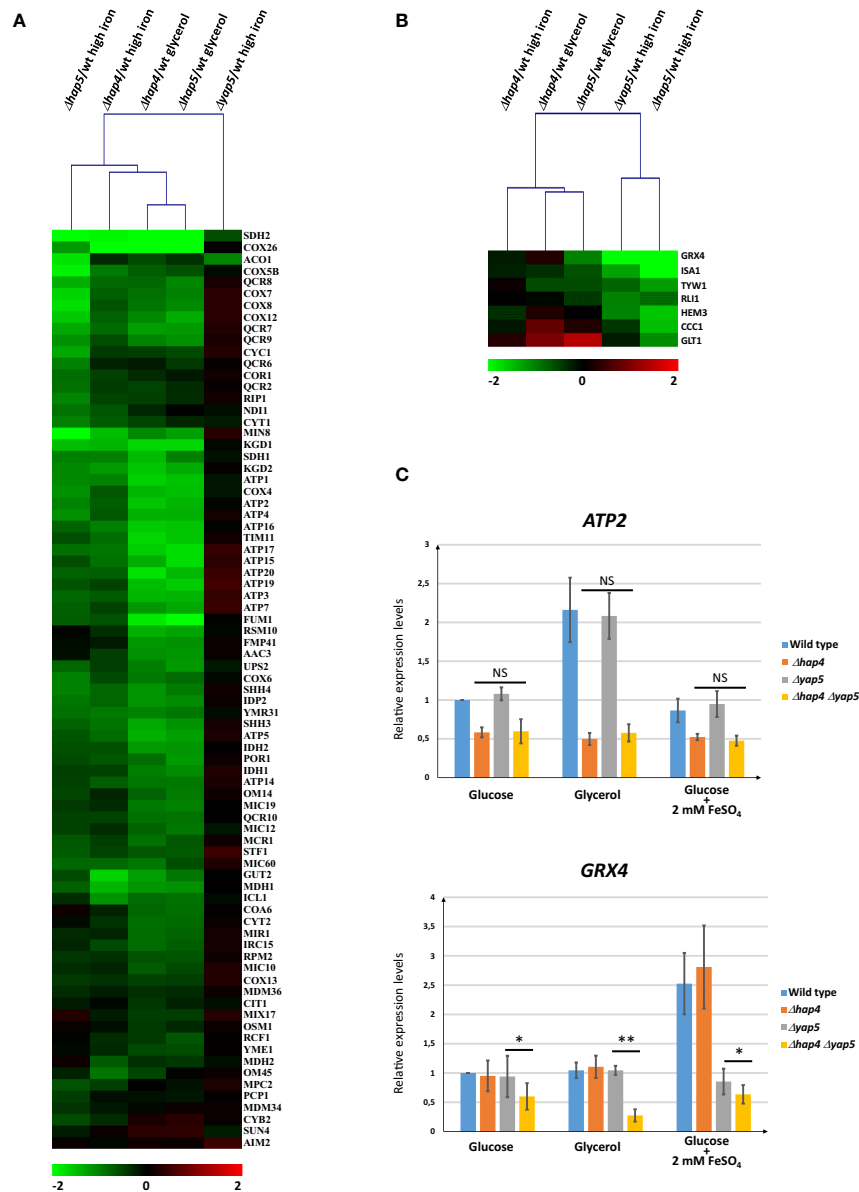 A
Δhap5/wt high iron
Δhap4/wt high iron
Δhap4/wt glycerol
Δhap5/wt glycerol
Δyap5/wt high iron
SDH2
COX26
ACO1
COX5B
QCR8
COX7
COX8
COX12
QCR7
QCR9
CYC1
QCR6
COR1
QCR2
RIP1
NDI1
CYT1
MIN8
KGD1
SDH1
KGD2
ATP1
COX4
ATP2
ATP4
ATP16
TIM11
ATP17
ATP15
ATP20
ATP19
ATP3
ATP7
FUM1
RSM10
FMP41
AAC3
UPS2
COX6
SHH4
IDP2
YMR31
SHH3
ATP5
IDH2
POR1
IDH1
ATP14
OM14
MIC19
QCR10
MIC12
MCR1
STF1
MIC60
GUT2
MDH1
ICL1
COA6
CYT2
MIR1
IRC15
RPM2
MIC10
COX13
MDM36
CIT1
MIX17
OSM1
RCF1
YME1
MDH2
OM45
MPC2
PCP1
MDM34
CYB2
SUN4
AIM2
-2 0 2
B
Δhap4/wt high iron
Δhap4/wt glycerol
Δhap5/wt glycerol
Δyap5/wt high iron
Δhap5/wt high iron
GRX4
ISA1
TYW1
RLI1
HEM3
CCC1
GLT1
-2 0 2
C
ATP2
Relative expression levels
3
2,5
2
1,5
1
0,5
0
NS
NS
NS
Glucose
Glycerol
Glucose
+
2 mM FeSO₄
Wild type
Δhap4
Δyap5
Δhap4 Δyap5
GRX4
Relative expression levels
4
3,5
3
2,5
2
1,5
1
0,5
0
*
**
*
Glucose
Glycerol
Glucose
+
2 mM FeSO₄
Wild type
Δhap4
Δyap5
Δhap4 Δyap5